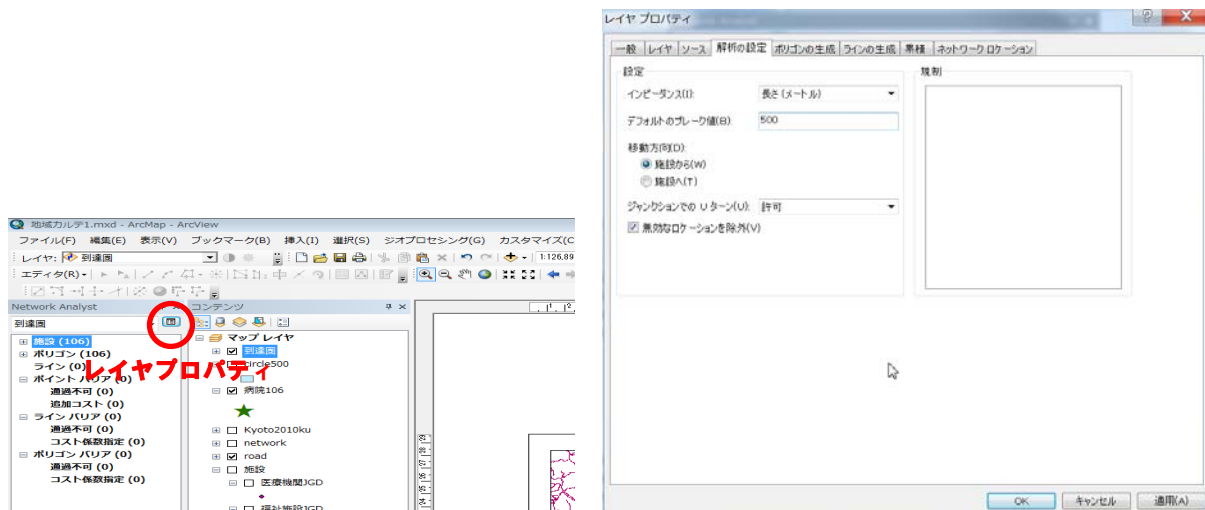 地域カルテ1.mxd - ArcMap - ArcView
ファイル(F) 編集(E) 表示(V) ブックマーク(B) 挿入(I) 選択(S) ジオプロセシング(G) カスタマイズ(C
レイヤ: 到達圏
1:126,89
エディタ(R)
Network Analyst
到達圏
施設 (106)
ポリゴン (106)
ライン (0)
ポイント バリア (0)
通過不可 (0)
追加コスト (0)
ライン バリア (0)
通過不可 (0)
コスト係数指定 (0)
ポリゴン バリア (0)
通過不可 (0)
コスト係数指定 (0)
レイヤプロパティ
コンテンツ
マップ レイヤ
到達圏
circle500
病院106
Kyoto2010ku
network
road
施設
医療機関JGD
福祉施設JGD
レイヤ プロパティ
一般 レイヤ ソース 解析の設定 ポリゴンの生成 ラインの生成 累積 ネットワーク ロケーション
設定
インピーダンス(I): 長さ (メートル)
デフォルトのブレーク値(B): 500
移動方向(D):
施設から(W)
施設へ(T)
ジャンクションでの Uターン(U): 許可
無効なロケーションを除外(V)
規制
OK キャンセル 適用(A)